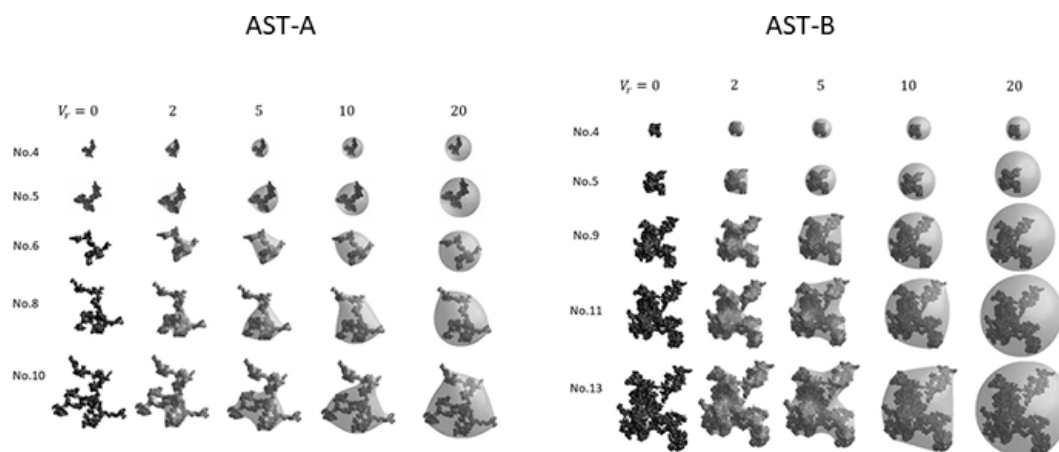 AST-A
V_r = 0 2 5 10 20
No.4
No.5
No.6
No.8
No.10
AST-B
V_r = 0 2 5 10 20
No.4
No.5
No.9
No.11
No.13